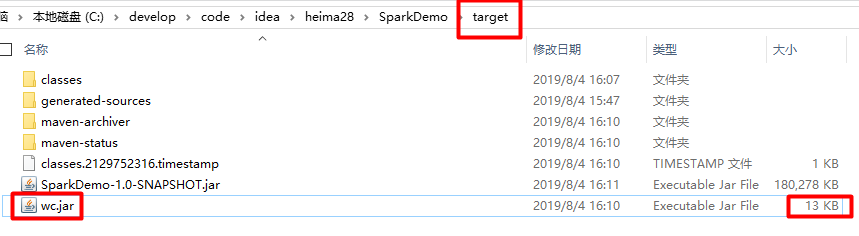 本地磁盘 (C:) › develop › code › idea › heima28 › SparkDemo › target
名称 修改日期 类型 大小
classes 2019/8/4 16:07 文件夹
generated-sources 2019/8/4 15:47 文件夹
maven-archiver 2019/8/4 16:10 文件夹
maven-status 2019/8/4 16:10 文件夹
classes.2129752316.timestamp 2019/8/4 16:10 TIMESTAMP 文件 1 KB
SparkDemo-1.0-SNAPSHOT.jar 2019/8/4 16:11 Executable Jar File 180,278 KB
wc.jar 2019/8/4 16:10 Executable Jar File 13 KB